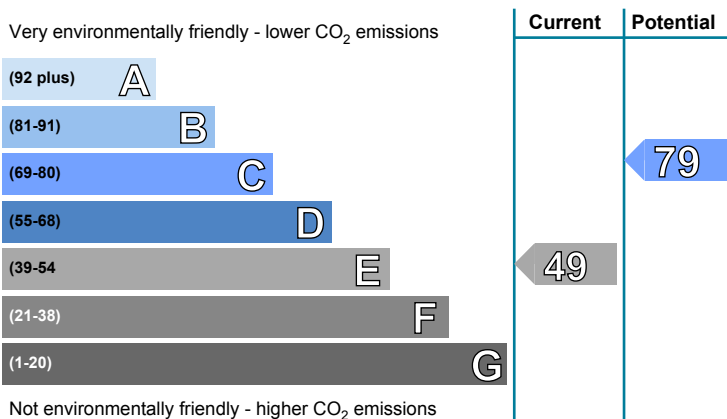 Very environmentally friendly - lower CO2 emissions
Current
Potential
(92 plus) A
(81-91) B
(69-80) C
79
(55-68) D
(39-54 E
49
(21-38) F
(1-20) G
Not environmentally friendly - higher CO2 emissions